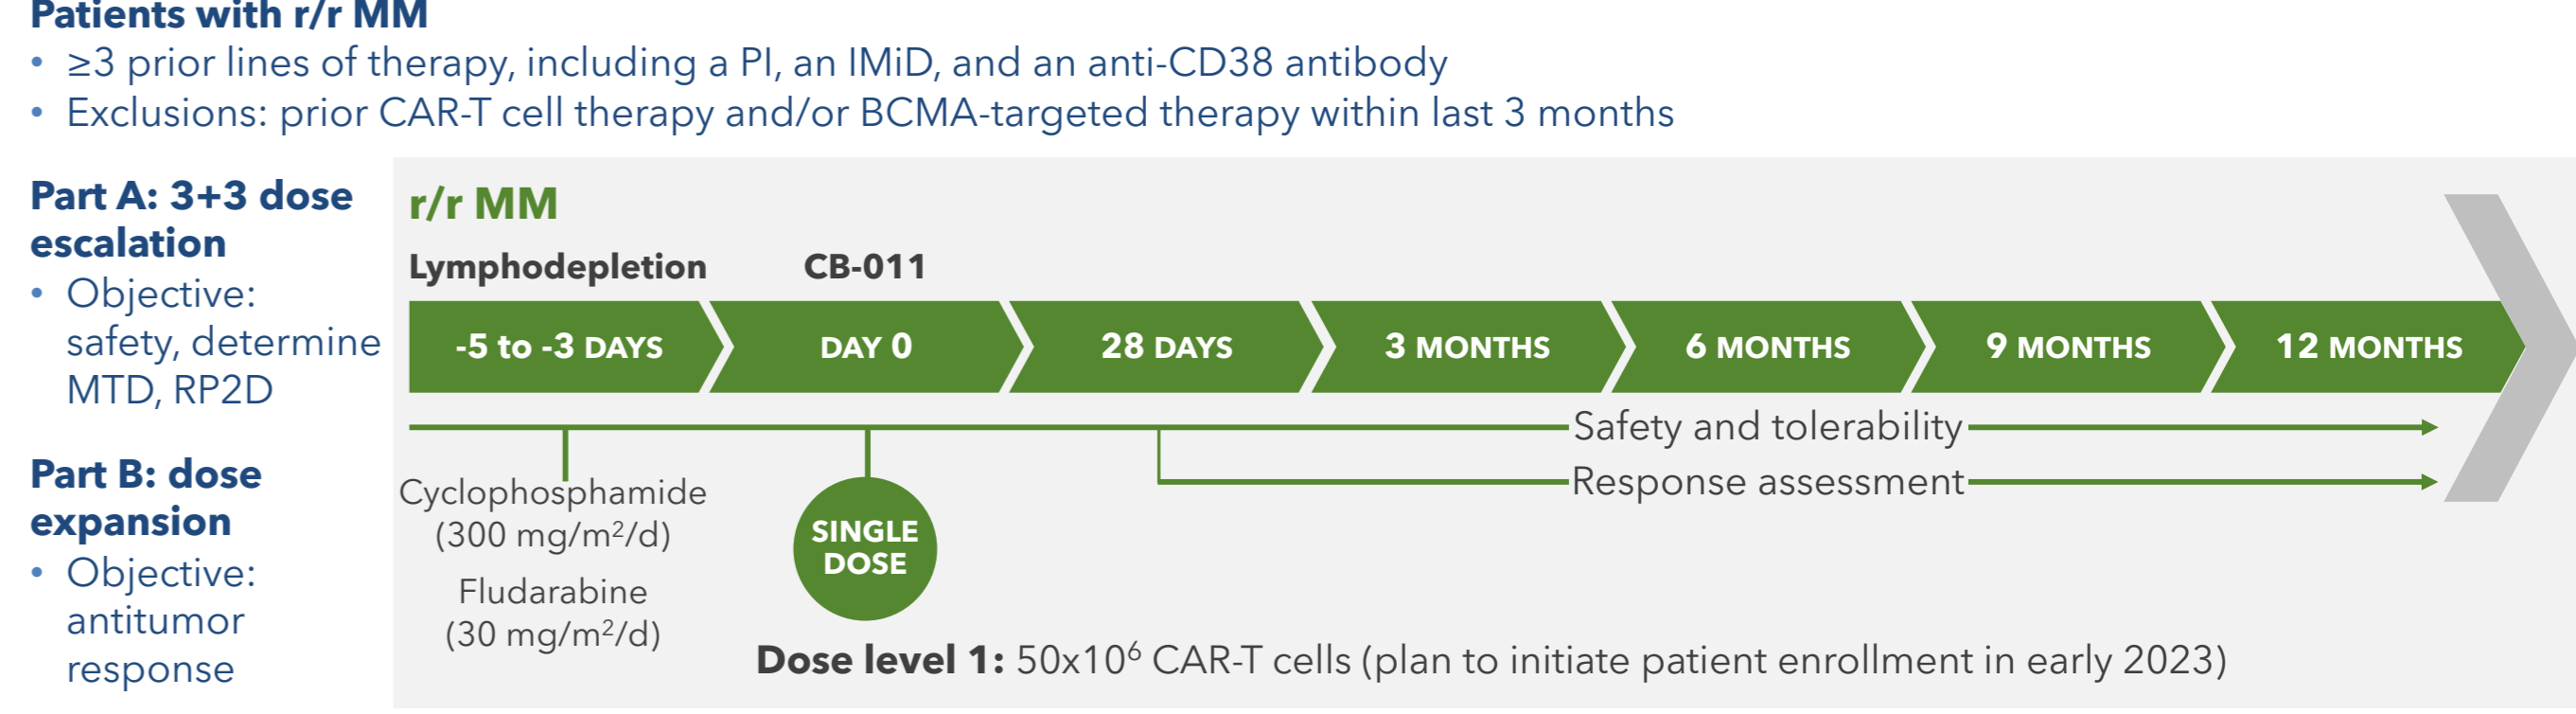 Patients with r/r MM
• ≥3 prior lines of therapy, including a PI, an IMiD, and an anti-CD38 antibody
• Exclusions: prior CAR-T cell therapy and/or BCMA-targeted therapy within last 3 months
Part A: 3+3 dose
escalation
• Objective:
safety, determine
MTD, RP2D
Part B: dose
expansion
• Objective:
antitumor
response
r/r MM
Lymphodepletion
CB-011
-5 to -3 DAYS
DAY 0
28 DAYS
3 MONTHS
6 MONTHS
9 MONTHS
12 MONTHS
Safety and tolerability
Response assessment
Cyclophosphamide
(300 mg/m²/d)
Fludarabine
(30 mg/m²/d)
SINGLE
DOSE
Dose level 1: 50x10⁶ CAR-T cells (plan to initiate patient enrollment in early 2023)